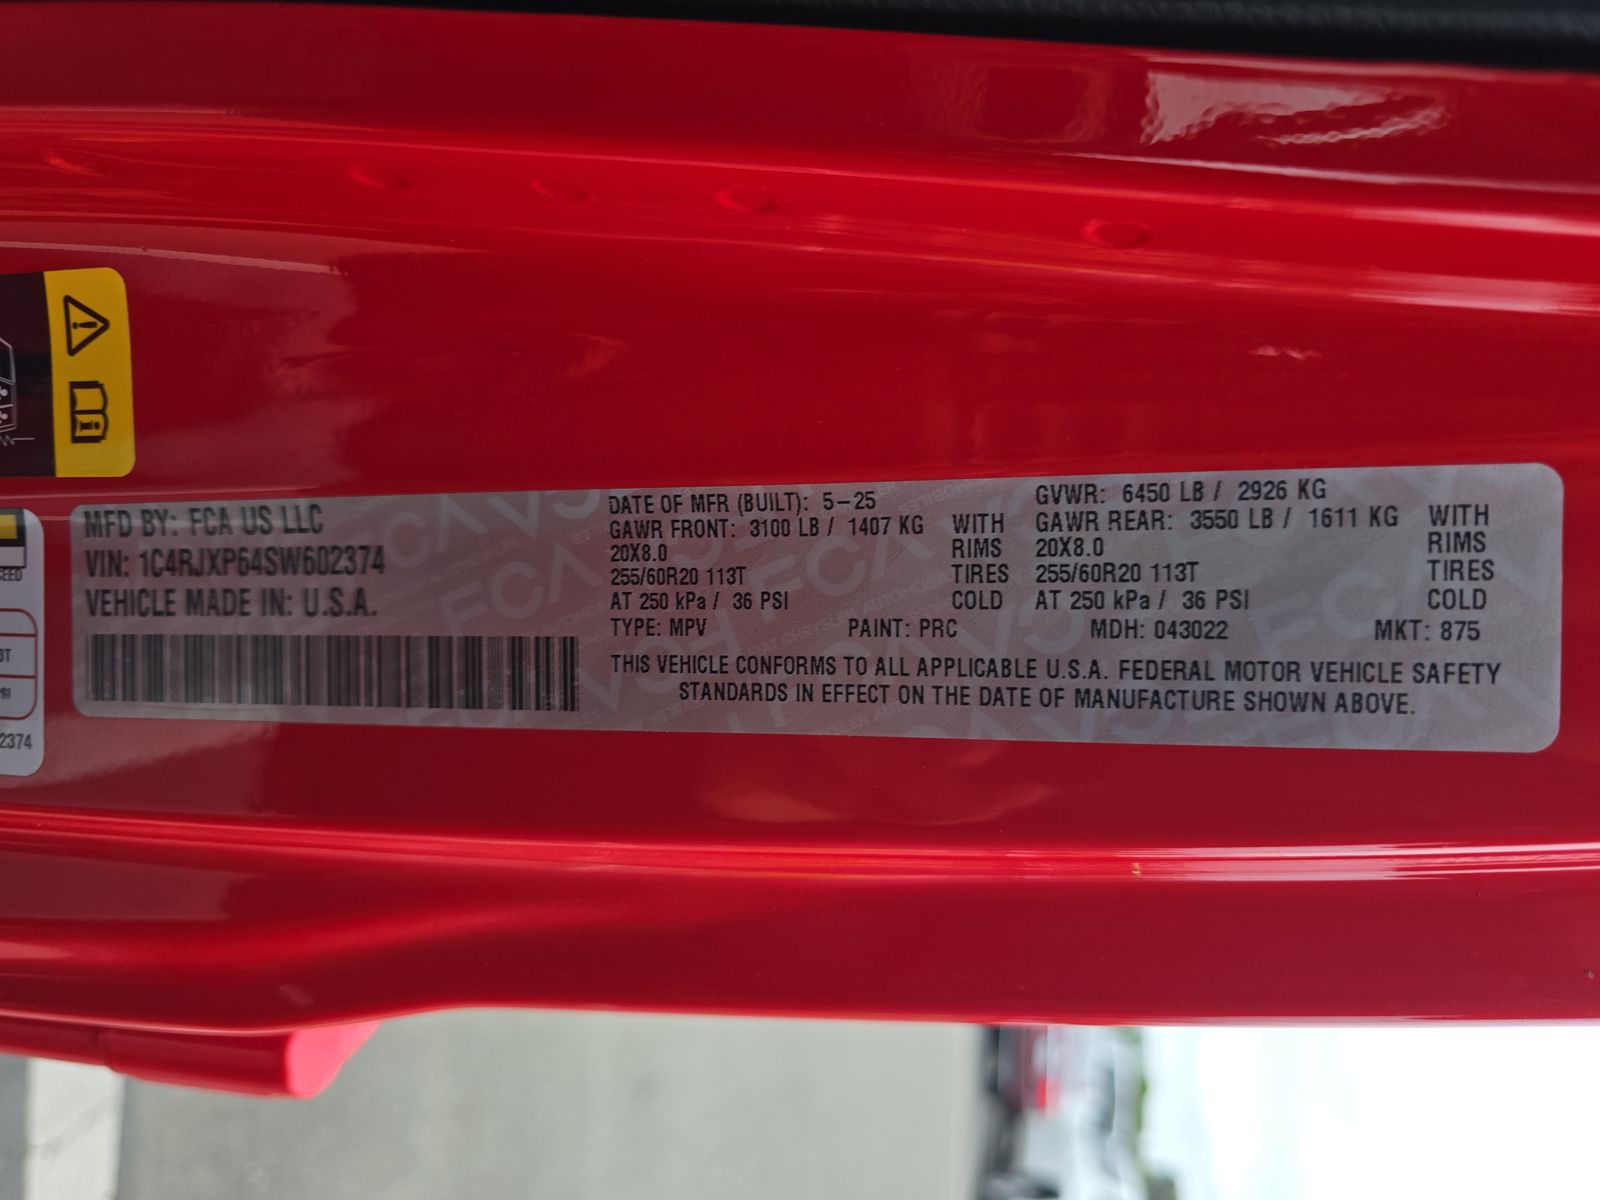 MFD BY: FCA US LLC
VIN: 1C4RJXP64SW602374
VEHICLE MADE IN: U.S.A.
DATE OF MFR (BUILT): 5-25
GAWR FRONT: 3100 LB / 1407 KG WITH
20X8.0 RIMS
255/60R20 113T TIRES
AT 250 kPa / 36 PSI COLD
GVWR: 6450 LB / 2926 KG
GAWR REAR: 3550 LB / 1611 KG WITH
20X8.0 RIMS
255/60R20 113T TIRES
AT 250 kPa / 36 PSI COLD
TYPE: MPV PAINT: PRC MDH: 043022 MKT: 875
THIS VEHICLE CONFORMS TO ALL APPLICABLE U.S.A. FEDERAL MOTOR VEHICLE SAFETY
STANDARDS IN EFFECT ON THE DATE OF MANUFACTURE SHOWN ABOVE.
2374